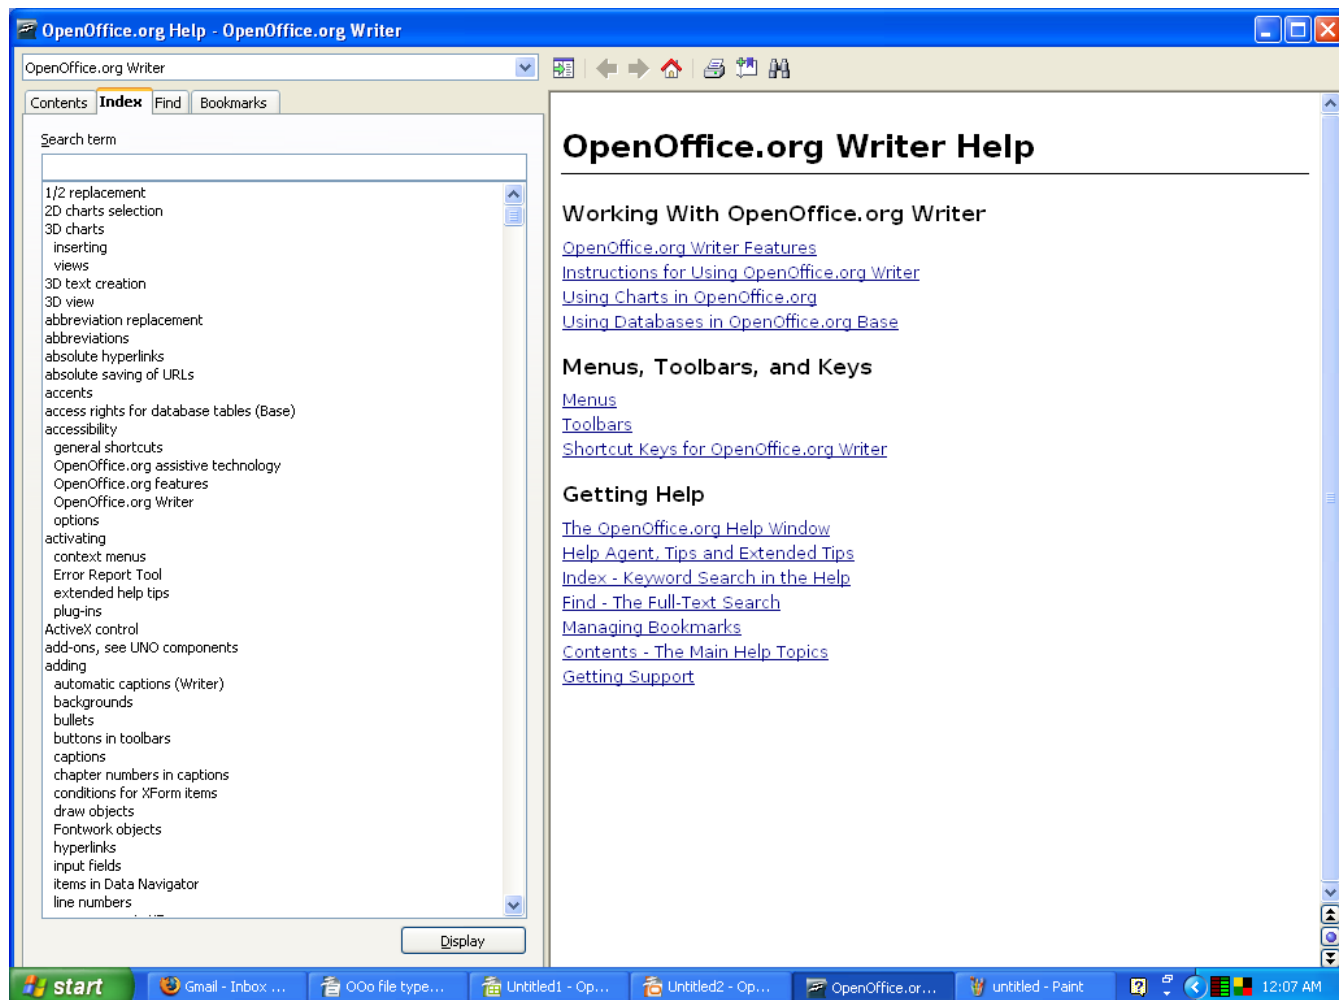 OpenOffice.org Help - OpenOffice.org Writer
OpenOffice.org Writer
Contents Index Find Bookmarks
Search term
1/2 replacement
2D charts selection
3D charts
inserting
views
3D text creation
3D view
abbreviation replacement
abbreviations
absolute hyperlinks
absolute saving of URLs
accents
access rights for database tables (Base)
accessibility
general shortcuts
OpenOffice.org assistive technology
OpenOffice.org features
OpenOffice.org Writer
options
activating
context menus
Error Report Tool
extended help tips
plug-ins
ActiveX control
add-ons, see UNO components
adding
automatic captions (Writer)
backgrounds
bullets
buttons in toolbars
captions
chapter numbers in captions
conditions for XForm items
draw objects
Fontwork objects
hyperlinks
input fields
items in Data Navigator
line numbers
Display
OpenOffice.org Writer Help
Working With OpenOffice.org Writer
OpenOffice.org Writer Features
Instructions for Using OpenOffice.org Writer
Using Charts in OpenOffice.org
Using Databases in OpenOffice.org Base
Menus, Toolbars, and Keys
Menus
Toolbars
Shortcut Keys for OpenOffice.org Writer
Getting Help
The OpenOffice.org Help Window
Help Agent, Tips and Extended Tips
Index - Keyword Search in the Help
Find - The Full-Text Search
Managing Bookmarks
Contents - The Main Help Topics
Getting Support
start Gmail - Inbox ... OOo file type... Untitled1 - Op... Untitled2 - Op... OpenOffice.or... untitled - Paint 12:07 AM